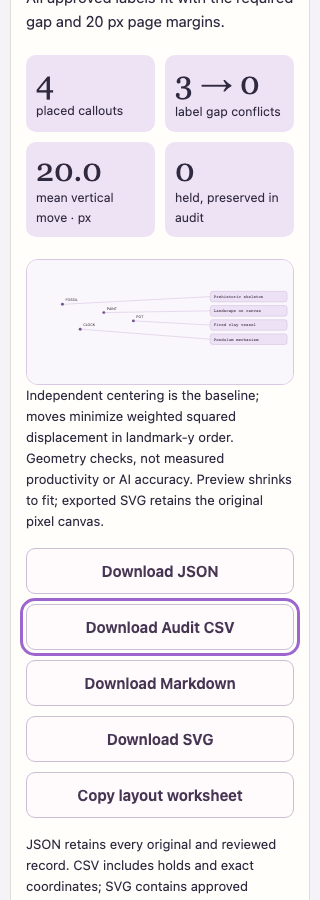 All approved labels fit with the required
gap and 20 px page margins.
4
placed callouts
3 → 0
label gap conflicts
20.0
mean vertical
move · px
0
held, preserved in
audit
FOSSIL
PAINT
POT
CLOCK
Prehistoric skeleton
Landscape on canvas
Fired clay vessel
Pendulum mechanism
Independent centering is the baseline;
moves minimize weighted squared
displacement in landmark-y order.
Geometry checks, not measured
productivity or AI accuracy. Preview shrinks
to fit; exported SVG retains the original
pixel canvas.
Download JSON
Download Audit CSV
Download Markdown
Download SVG
Copy layout worksheet
JSON retains every original and reviewed
record. CSV includes holds and exact
coordinates; SVG contains approved